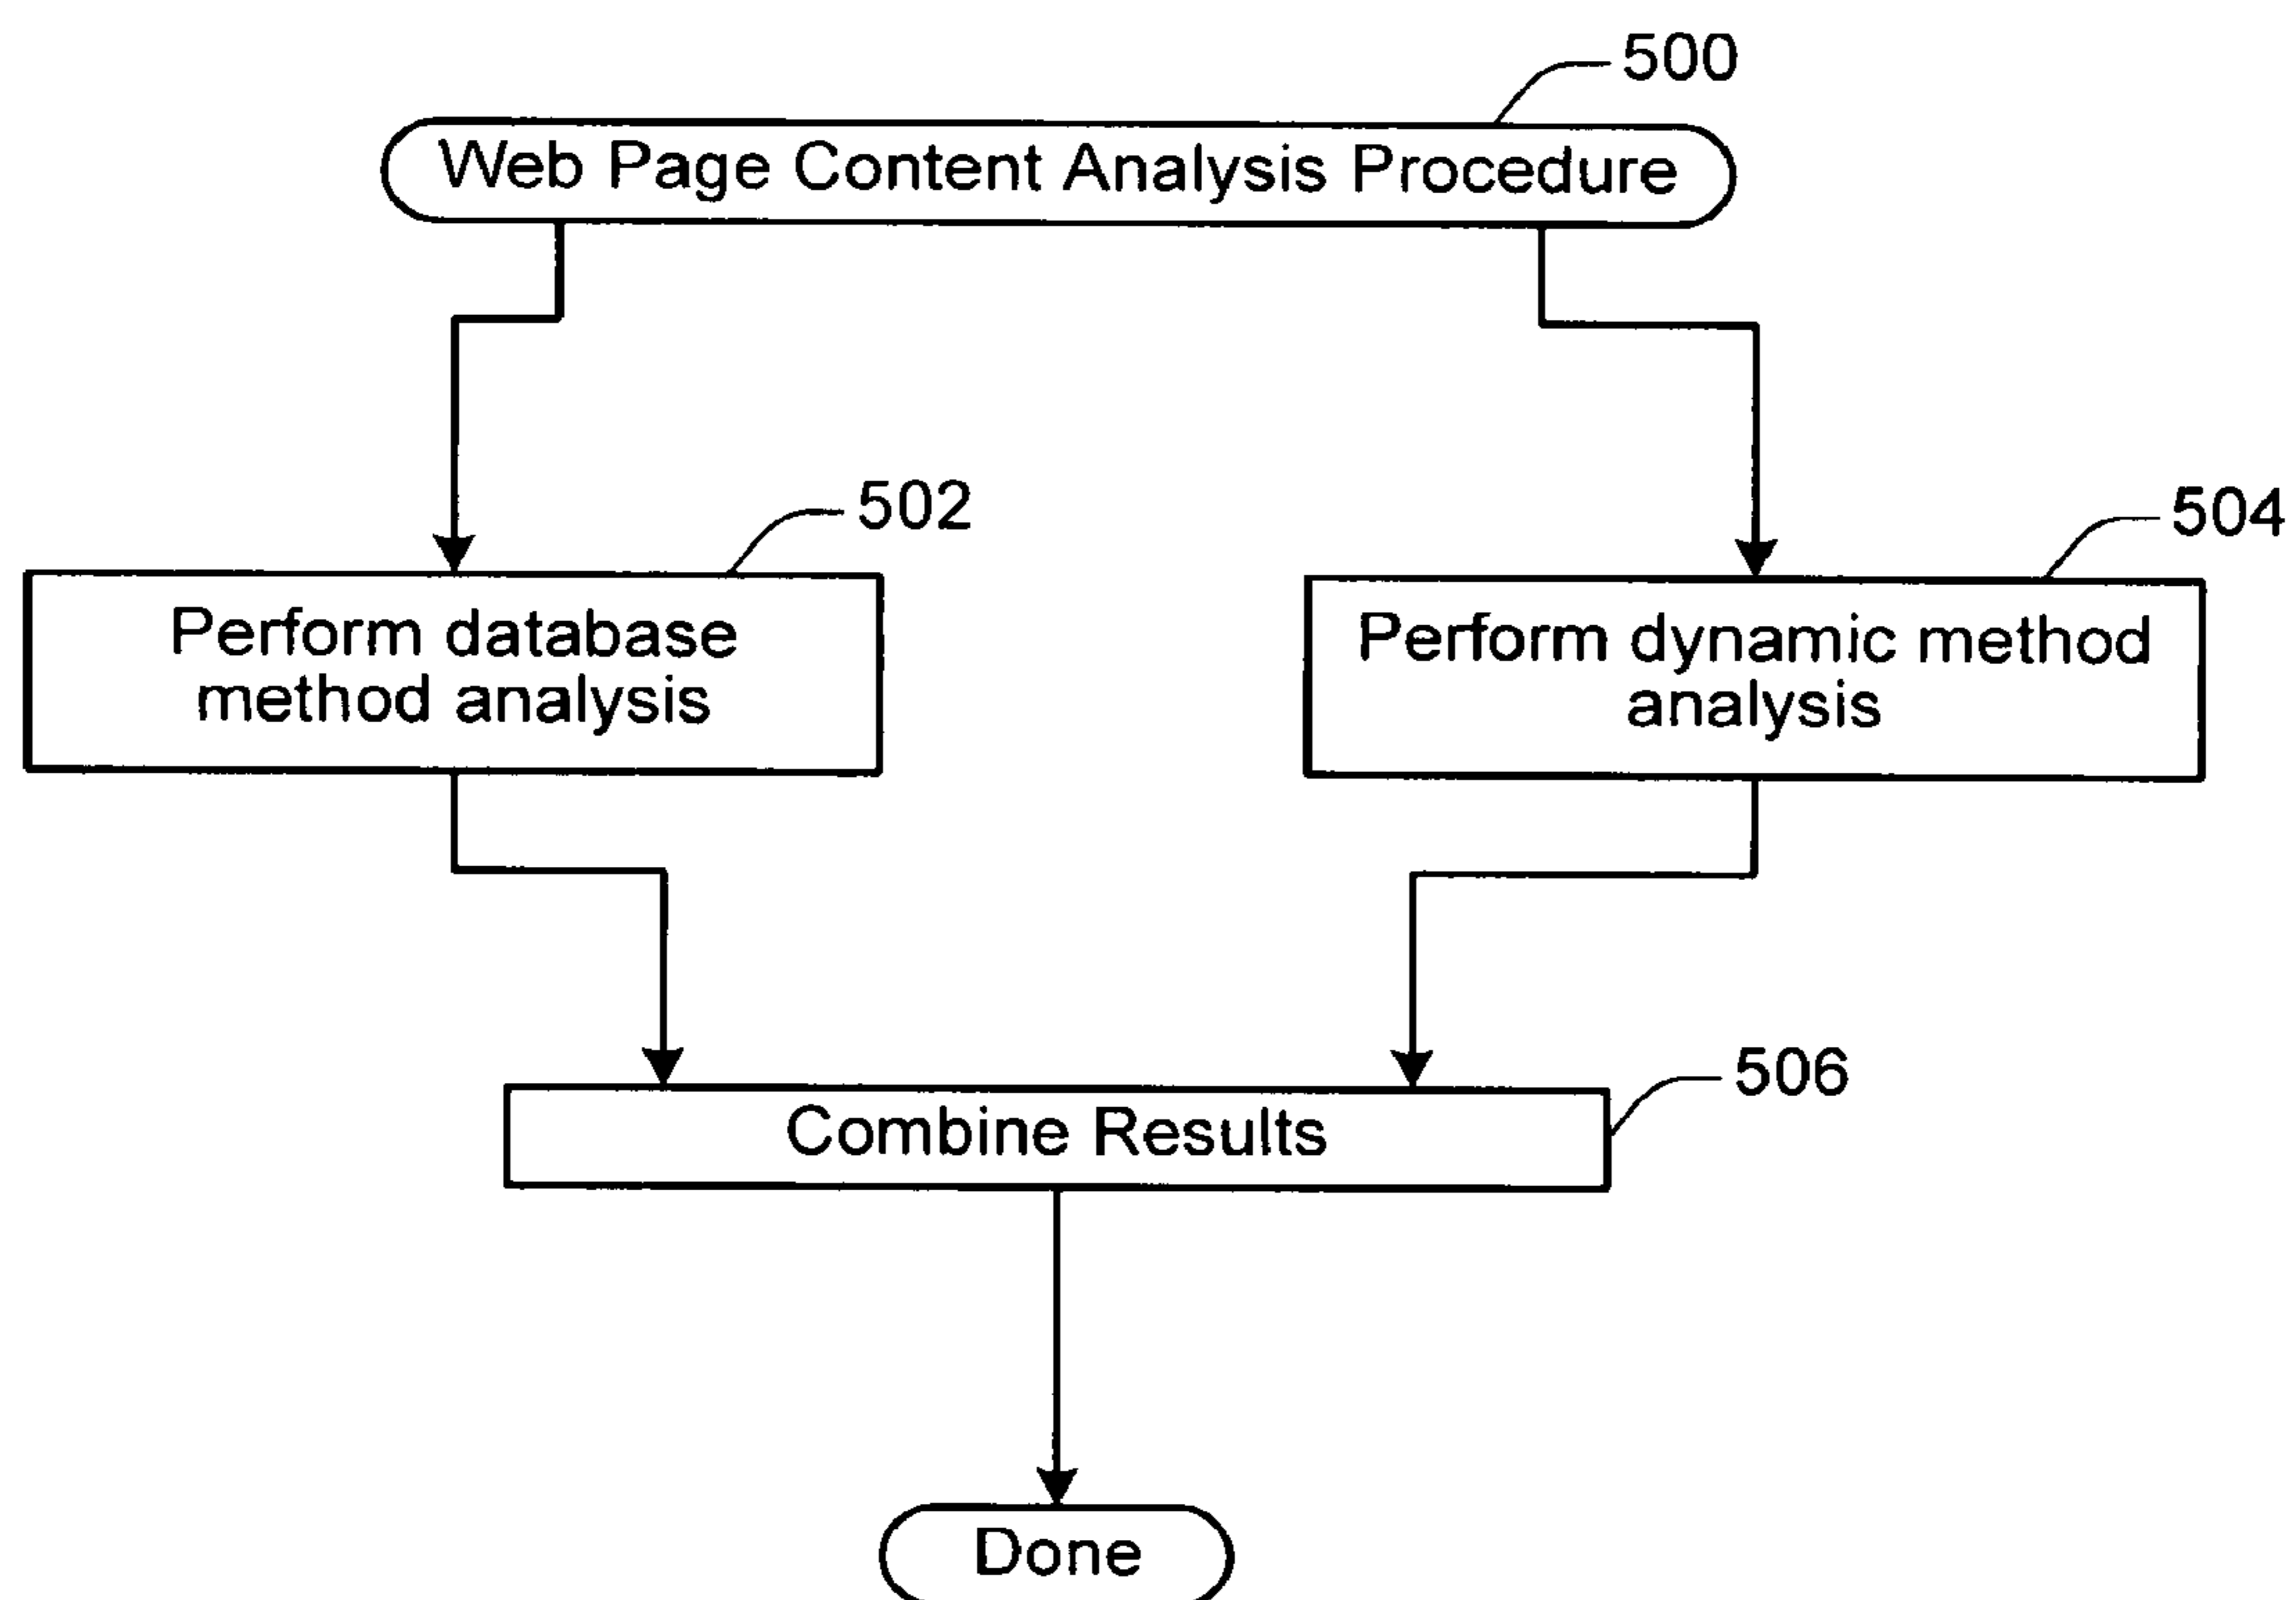 500
Web Page Content Analysis Procedure
502
504
Perform database
method analysis
Perform dynamic method
analysis
506
Combine Results
Done